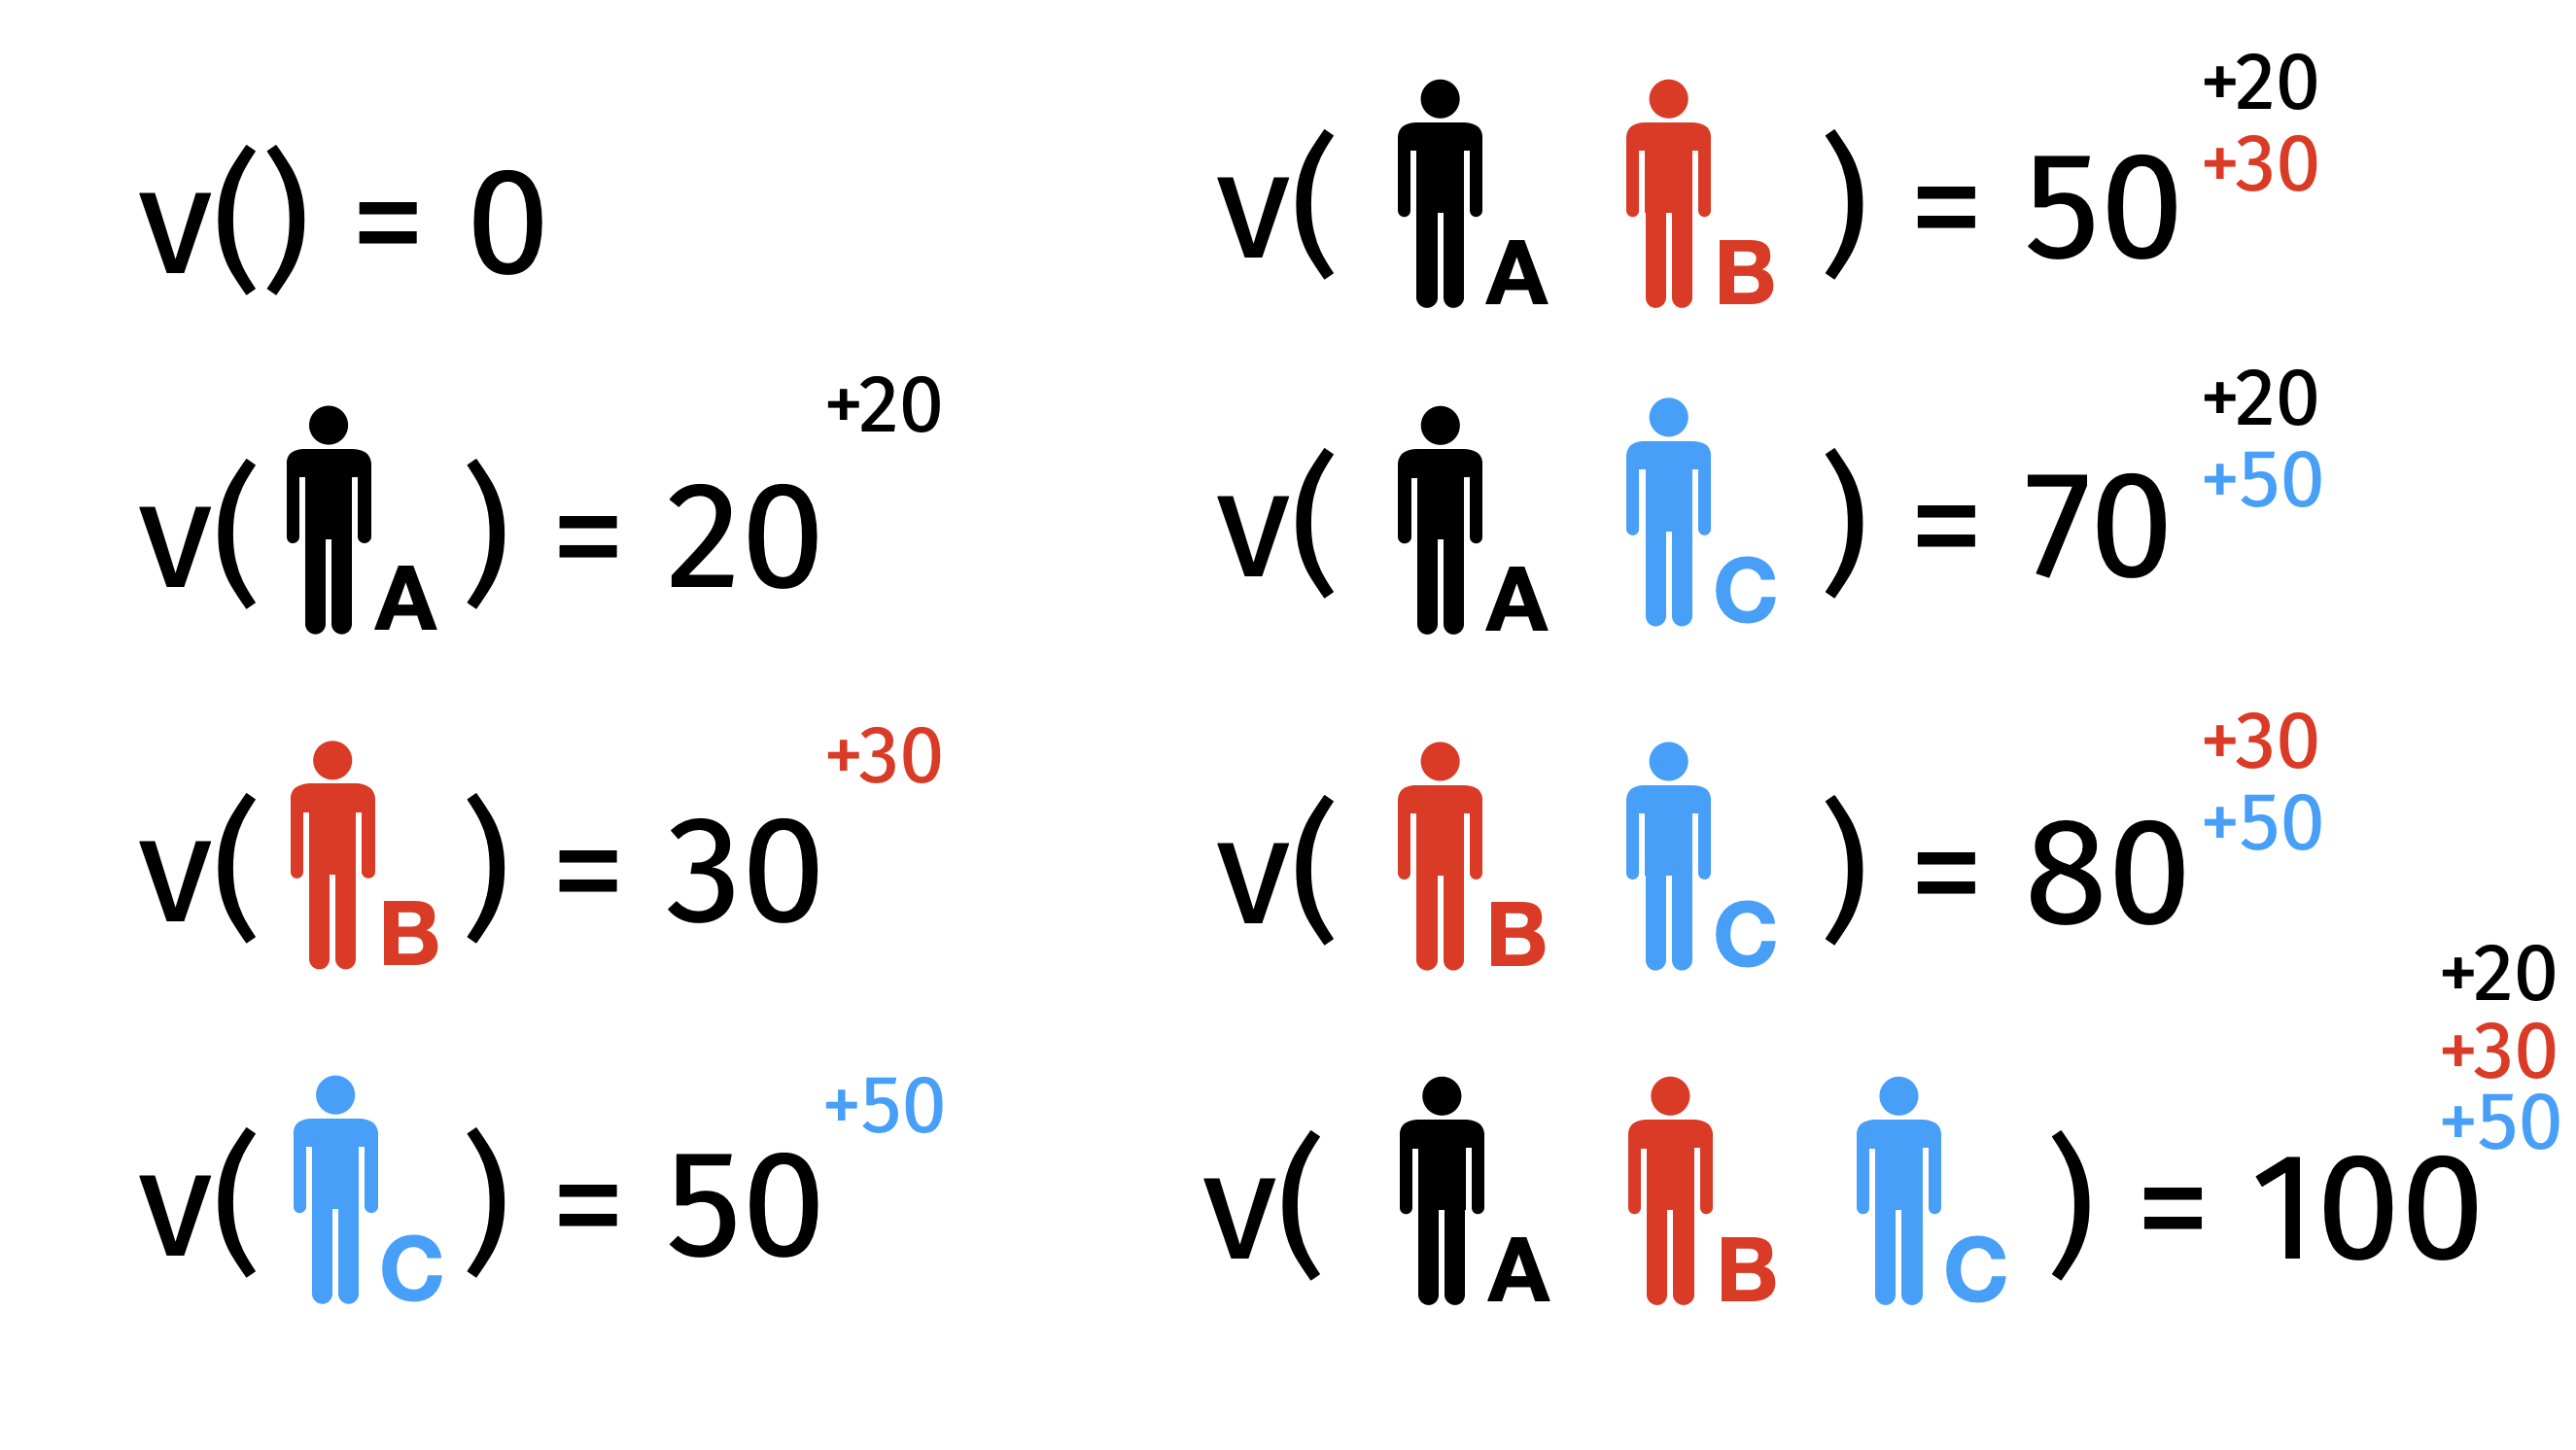 v() = 0
+20
v( A ) = 20
+30
v( B ) = 30
+50
v( C ) = 50
+20
+30
v( A B ) = 50
+20
+50
v( A C ) = 70
+30
+50
v( B C ) = 80
+20
+30
+50
v( A B C ) = 100